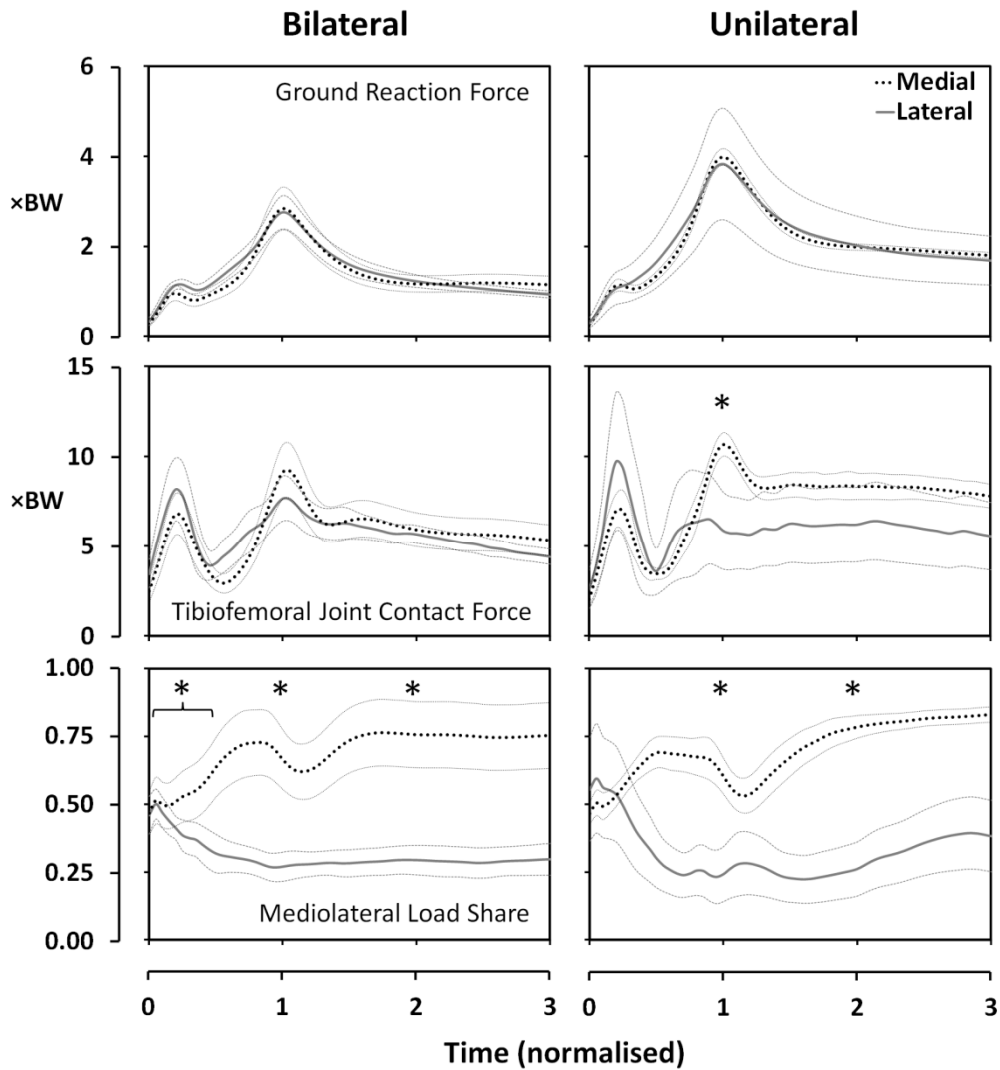 Bilateral
Unilateral
6
4
2
0
×BW
Ground Reaction Force
Medial
Lateral
15
10
5
0
×BW
*
Tibiofemoral Joint Contact Force
1.00
0.75
0.50
0.25
0.00
* * *
* *
Mediolateral Load Share
0 1 2 3
0 1 2 3
Time (normalised)